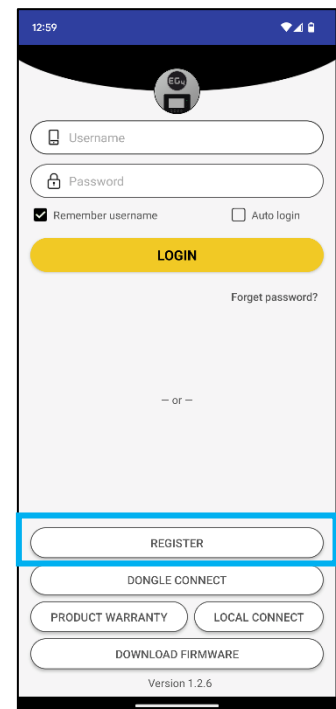 12:59
EG4
Username
Password
Remember username Auto login
LOGIN
Forget password?
— or —
REGISTER
DONGLE CONNECT
PRODUCT WARRANTY LOCAL CONNECT
DOWNLOAD FIRMWARE
Version 1.2.6